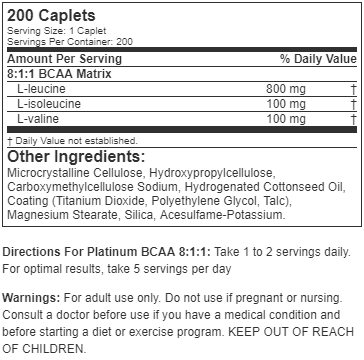 200 Caplets
Serving Size: 1 Caplet
Servings Per Container: 200
Amount Per Serving % Daily Value
8:1:1 BCAA Matrix
L-leucine 800 mg †
L-isoleucine 100 mg †
L-valine 100 mg †
† Daily Value not established.
Other Ingredients:
Microcrystalline Cellulose, Hydroxypropylcellulose,
Carboxymethylcellulose Sodium, Hydrogenated Cottonseed Oil,
Coating (Titanium Dioxide, Polyethylene Glycol, Talc),
Magnesium Stearate, Silica, Acesulfame-Potassium.
Directions For Platinum BCAA 8:1:1: Take 1 to 2 servings daily.
For optimal results, take 5 servings per day
Warnings: For adult use only. Do not use if pregnant or nursing.
Consult a doctor before use if you have a medical condition and
before starting a diet or exercise program. KEEP OUT OF REACH
OF CHILDREN.